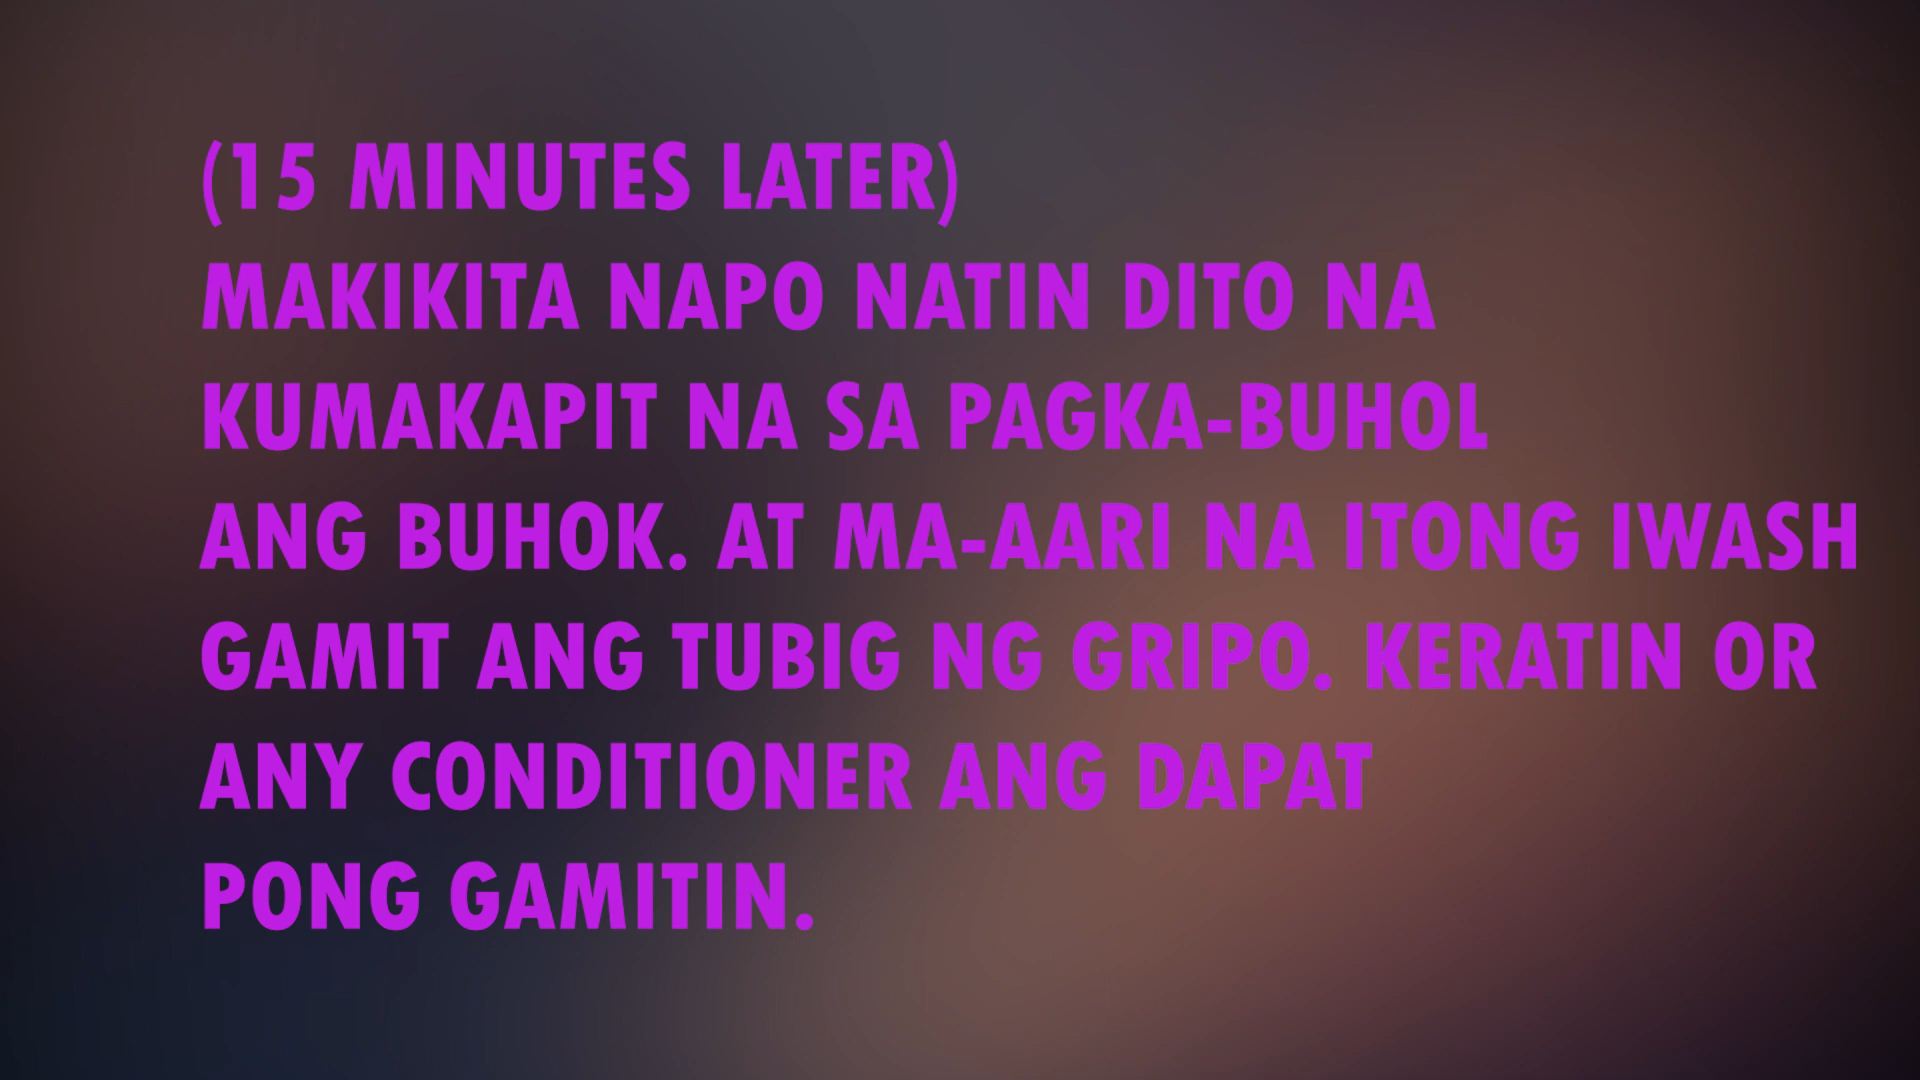 (15 MINUTES LATER)
MAKIKITA NAPO NATIN DITO NA
KUMAKAPIT NA SA PAGKA-BUHOL
ANG BUHOK. AT MA-AARI NA ITONG IWASH
GAMIT ANG TUBIG NG GRIPO. KERATIN OR
ANY CONDITIONER ANG DAPAT
PONG GAMITIN.